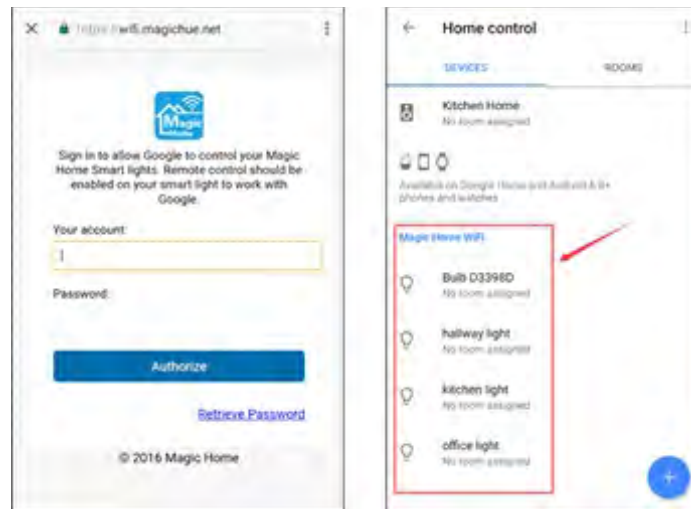 https://wifi.magichue.net
Magic
Home
Sign in to allow Google to control your Magic
Home Smart lights. Remote control should be
enabled on your smart light to work with
Google.
Your account:
Password:
Authorize
Retrieve Password
© 2016 Magic Home
Home control
DEVICES
ROOMS
Kitchen Home
No room assigned
Available on Google Home and Android 6.0+
phones and watches
Magic Home WiFi
Bulb D3398D
No room assigned
hallway light
No room assigned
kitchen light
No room assigned
office light
No room assigned